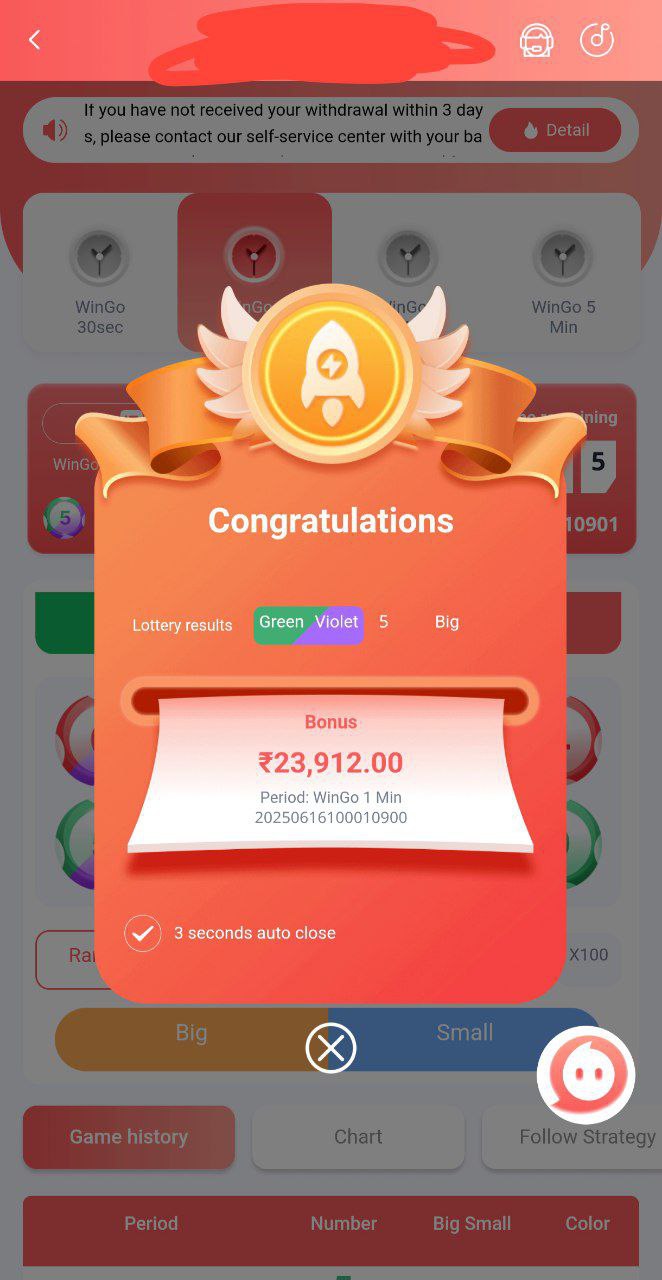 If you have not received your withdrawal within 3 day
s, please contact our self-service center with your ba
Detail
WinGo
30sec
WinGo 5
Min
WinGo
5
5
10901
Congratulations
Lottery results
Green Violet 5 Big
Bonus
₹23,912.00
Period: WinGo 1 Min
20250616100010900
3 seconds auto close
X100
Big
Small
Game history
Chart
Follow Strategy
Period Number Big Small Color